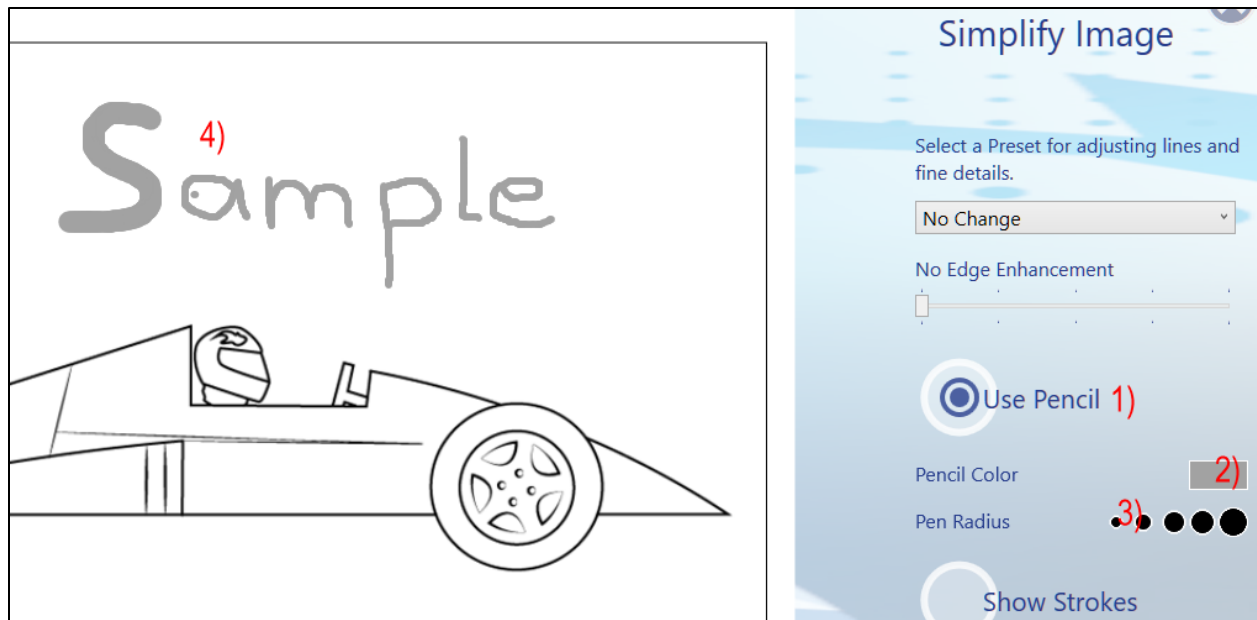 Simplify Image
Sample
4)
Select a Preset for adjusting lines and
fine details.
No Change
No Edge Enhancement
Use Pencil 1)
Pencil Color 2)
Pen Radius 3)
Show Strokes